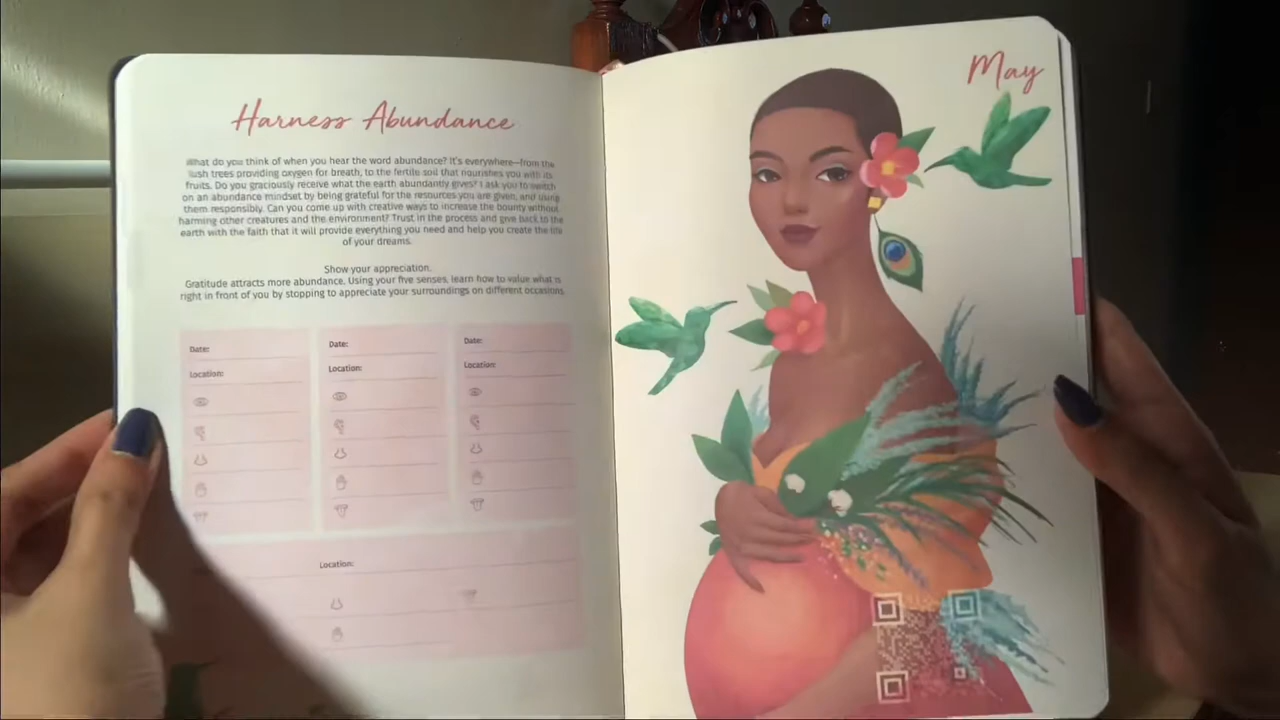 Harness Abundance
What do you think of when you hear the word abundance? It's everywhere—from the
lush trees providing oxygen for breath, to the fertile soil that nourishes you with its
fruits. Do you graciously receive what the earth abundantly gives? I ask you to switch
on an abundance mindset by being grateful for the resources you are given, and using
them responsibly. Can you come up with creative ways to increase the bounty without
harming other creatures and the environment? Trust in the process and give back to the
earth with the faith that it will provide everything you need and help you create the life
of your dreams.
Show your appreciation.
Gratitude attracts more abundance. Using your five senses, learn how to value what is
right in front of you by stopping to appreciate your surroundings on different occasions.
Date: Date: Date:
Location: Location: Location:
Location:
May